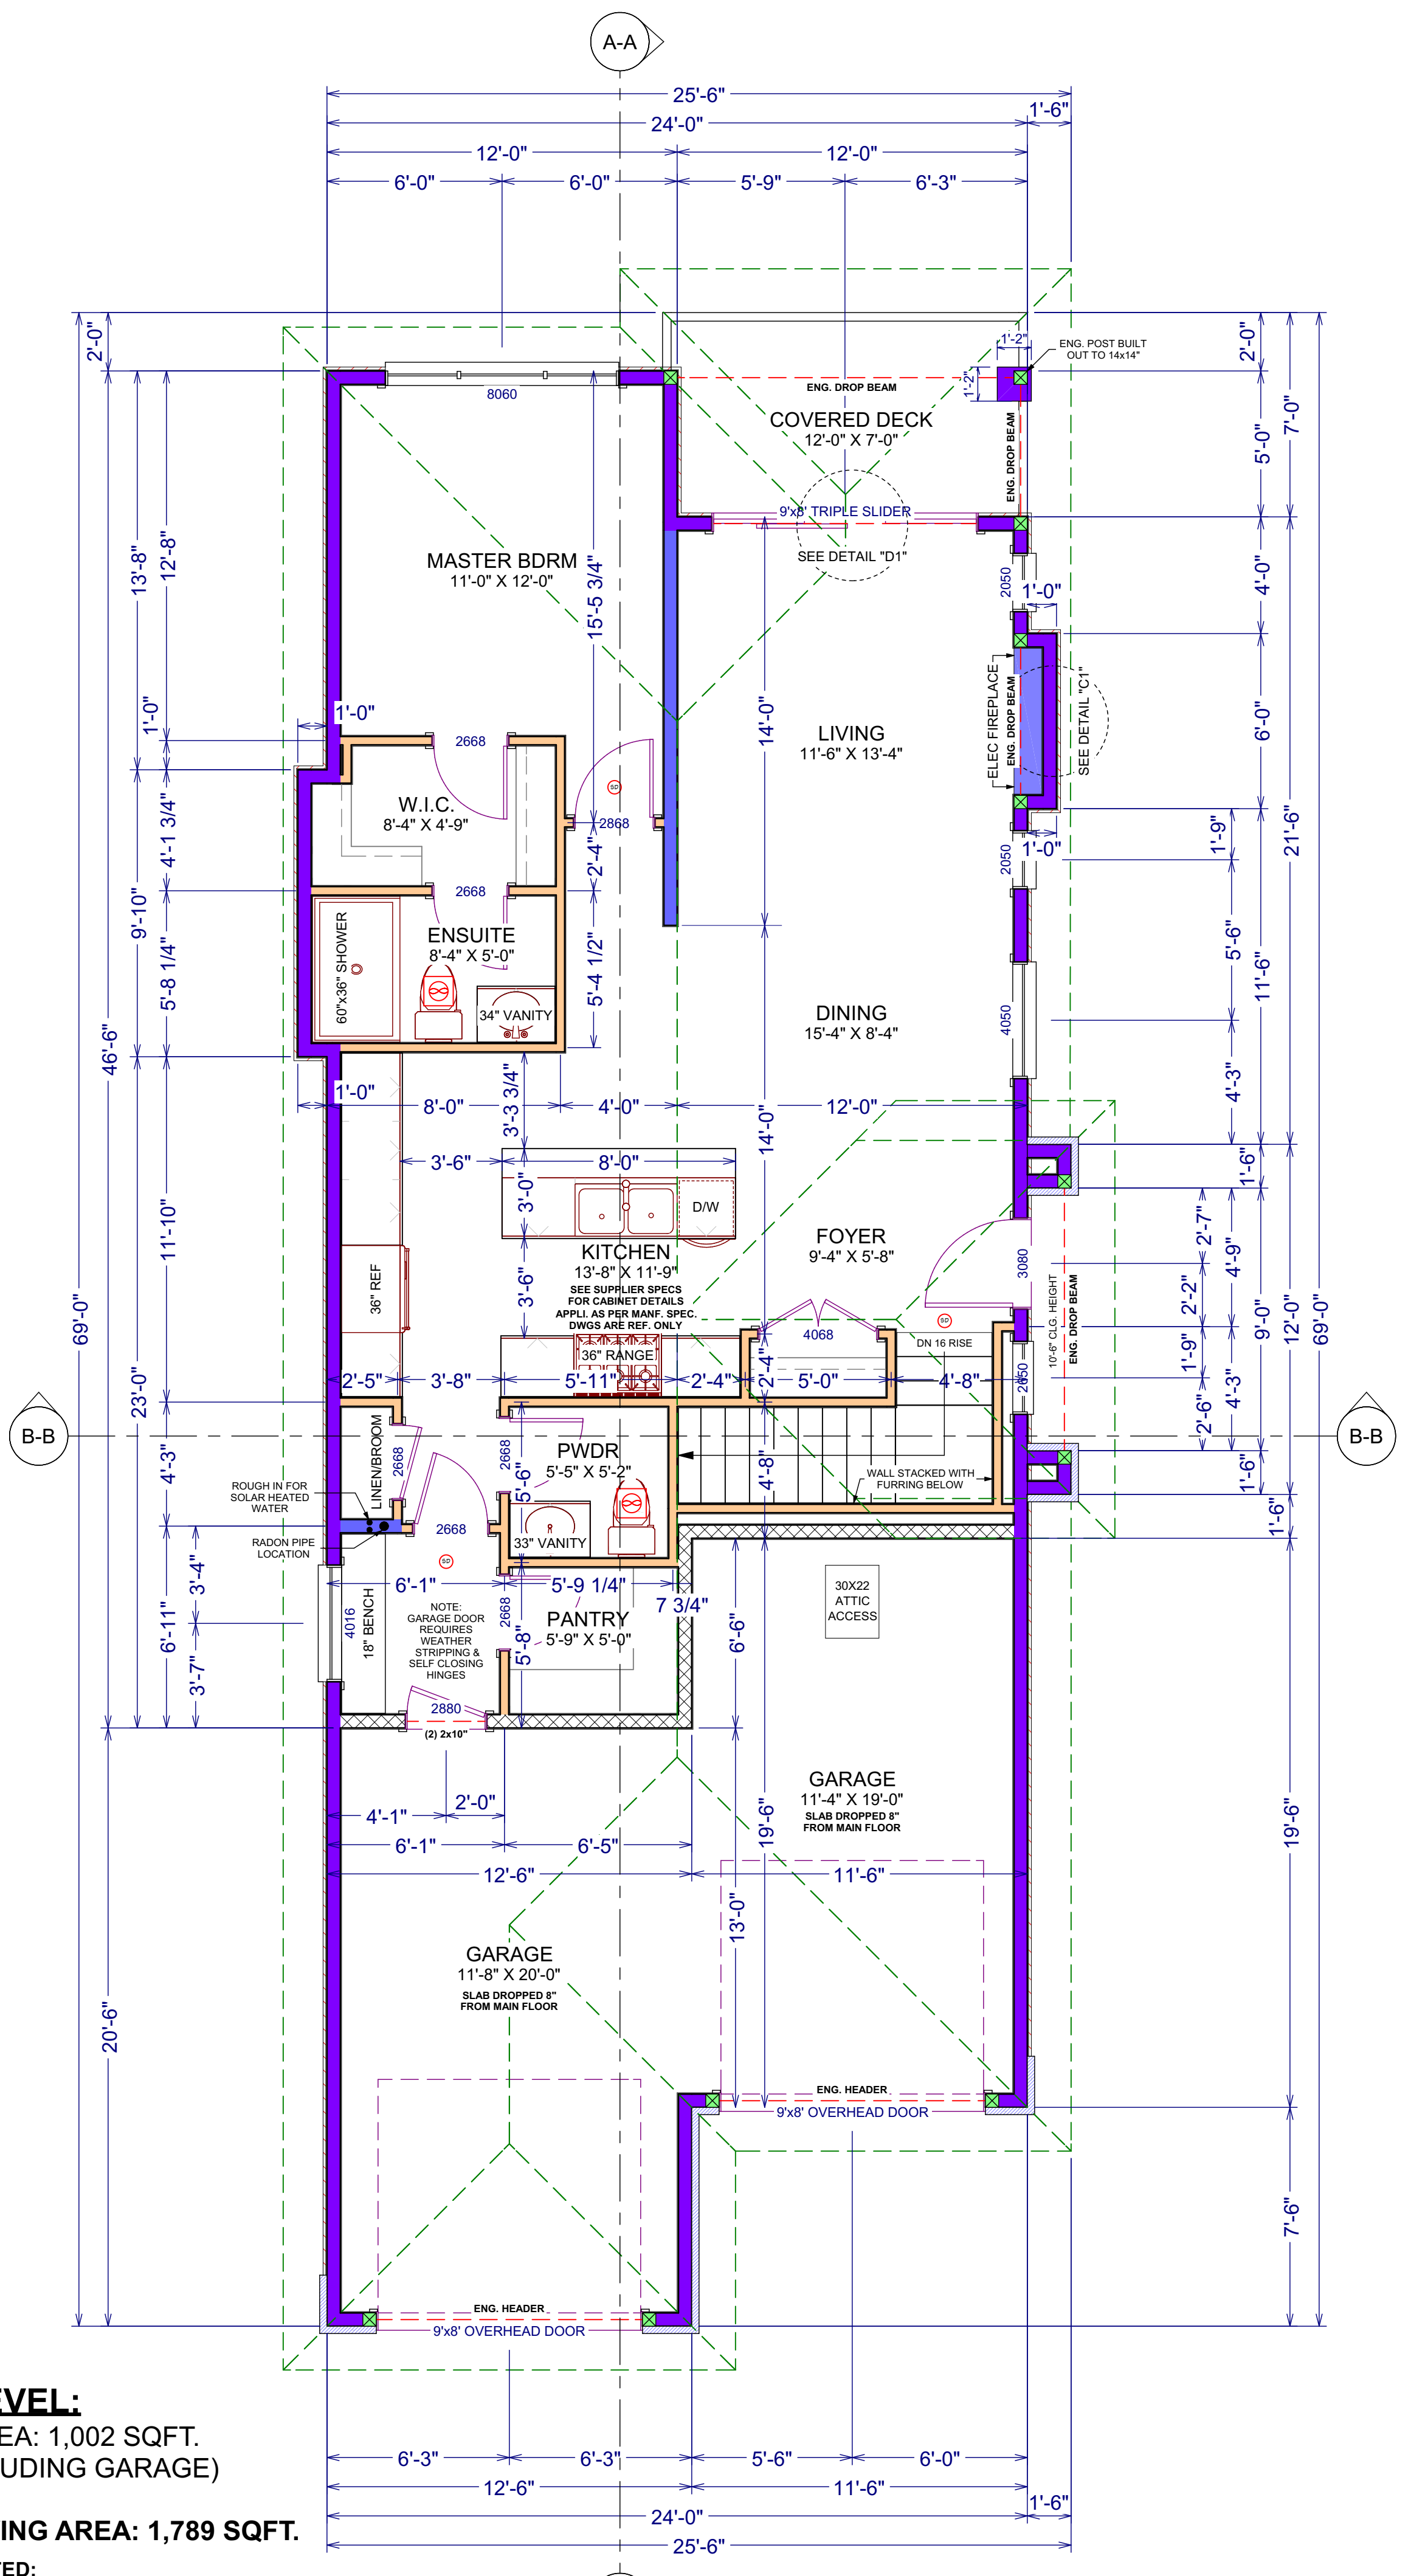 A-A
25'-6"
1'-6"
24'-0"
12'-0"
12'-0"
6'-0"
6'-0"
5'-9"
6'-3"
2'-0"
2'-0"
1'-2"
ENG. POST BUILT
OUT TO 14x14"
1'-2"
8060
ENG. DROP BEAM
COVERED DECK
12'-0" X 7'-0"
ENG. DROP BEAM
7'-0"
5'-0"
9'x8' TRIPLE SLIDER
SEE DETAIL "D1"
MASTER BDRM
11'-0" X 12'-0"
13'-8"
12'-8"
15'-5 3/4"
2050
1'-0"
4'-0"
1'-0"
1'-0"
14'-0"
LIVING
11'-6" X 13'-4"
ELEC FIREPLACE
ENG. DROP BEAM
SEE DETAIL "C1"
6'-0"
2668
W.I.C.
8'-4" X 4'-9"
SD
2868
4'-1 3/4"
2'-4"
2050
1'-0"
1'-9"
21'-6"
2668
9'-10"
ENSUITE
8'-4" X 5'-0"
60"x36" SHOWER
5'-8 1/4"
34" VANITY
5'-4 1/2"
5'-6"
11'-6"
46'-6"
DINING
15'-4" X 8'-4"
4050
4'-3"
1'-0"
8'-0"
3'-3 3/4"
4'-0"
14'-0"
12'-0"
3'-6"
8'-0"
3'-0"
D/W
1'-6"
11'-10"
KITCHEN
13'-8" X 11'-9"
SEE SUPPLIER SPECS
FOR CABINET DETAILS
APPLI. AS PER MANF. SPEC.
DWGS ARE REF. ONLY
3'-6"
36" REF
FOYER
9'-4" X 5'-8"
3080
2'-7"
4'-9"
2'-2"
10'-6" CLG. HEIGHT
ENG. DROP BEAM
69'-0"
9'-0"
12'-0"
69'-0"
SD
4068
DN 16 RISE
36" RANGE
2'-5"
3'-8"
5'-11"
2'-4"
2'-4"
5'-0"
4'-8"
2650
1'-9"
4'-3"
23'-0"
2'-6"
B-B
B-B
LINEN/BROOM
4'-3"
2668
2668
5'-6"
PWDR
5'-5" X 5'-2"
4'-8"
WALL STACKED WITH
FURRING BELOW
1'-6"
ROUGH IN FOR
SOLAR HEATED
WATER
2668
33" VANITY
1'-6"
RADON PIPE
LOCATION
SD
3'-4"
6'-1"
5'-9 1/4"
7 3/4"
30X22
ATTIC
ACCESS
4016
18" BENCH
NOTE:
GARAGE DOOR
REQUIRES
WEATHER
STRIPPING &
SELF CLOSING
HINGES
2668
PANTRY
5'-9" X 5'-0"
5'-8"
6'-6"
6'-11"
3'-7"
2880
(2) 2x10"
GARAGE
11'-4" X 19'-0"
SLAB DROPPED 8"
FROM MAIN FLOOR
4'-1"
2'-0"
19'-6"
19'-6"
6'-1"
6'-5"
12'-6"
11'-6"
13'-0"
GARAGE
11'-8" X 20'-0"
SLAB DROPPED 8"
FROM MAIN FLOOR
20'-6"
ENG. HEADER
9'x8' OVERHEAD DOOR
7'-6"
ENG. HEADER
9'x8' OVERHEAD DOOR
EVEL:
EA: 1,002 SQFT.
UDING GARAGE)
6'-3"
6'-3"
5'-6"
6'-0"
12'-6"
11'-6"
1'-6"
24'-0"
ING AREA: 1,789 SQFT.
25'-6"
TED: